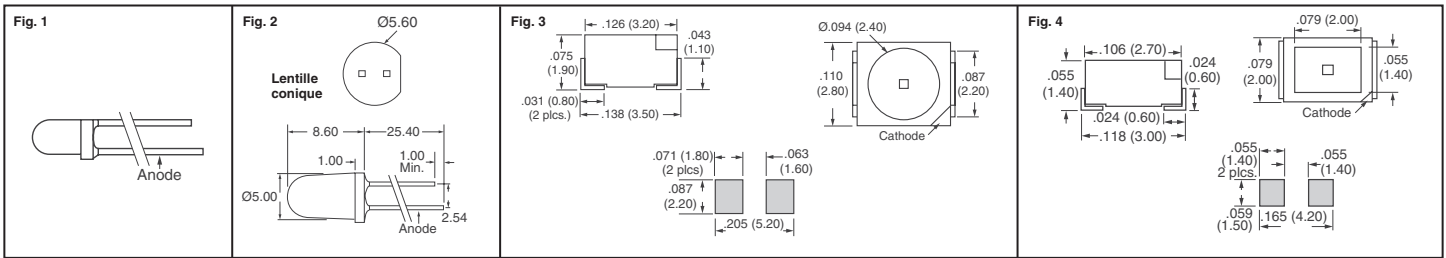 Fig. 1
Anode
Fig. 2
Ø5.60
Lentille
conique
8.60
25.40
1.00
1.00
Min.
Ø5.00
2.54
Anode
Fig. 3
.126 (3.20)
.075
(1.90)
.043
(1.10)
.031 (0.80)
(2 plcs.)
.138 (3.50)
Ø.094 (2.40)
.110
(2.80)
.087
(2.20)
Cathode
.071 (1.80)
(2 plcs)
.063
(1.60)
.087
(2.20)
.205 (5.20)
Fig. 4
.106 (2.70)
.055
(1.40)
.024
(0.60)
.024 (0.60)
.118 (3.00)
.079 (2.00)
.079
(2.00)
.055
(1.40)
Cathode
.055
(1.40)
2 plcs.
.055
(1.40)
.059
(1.50)
.165 (4.20)